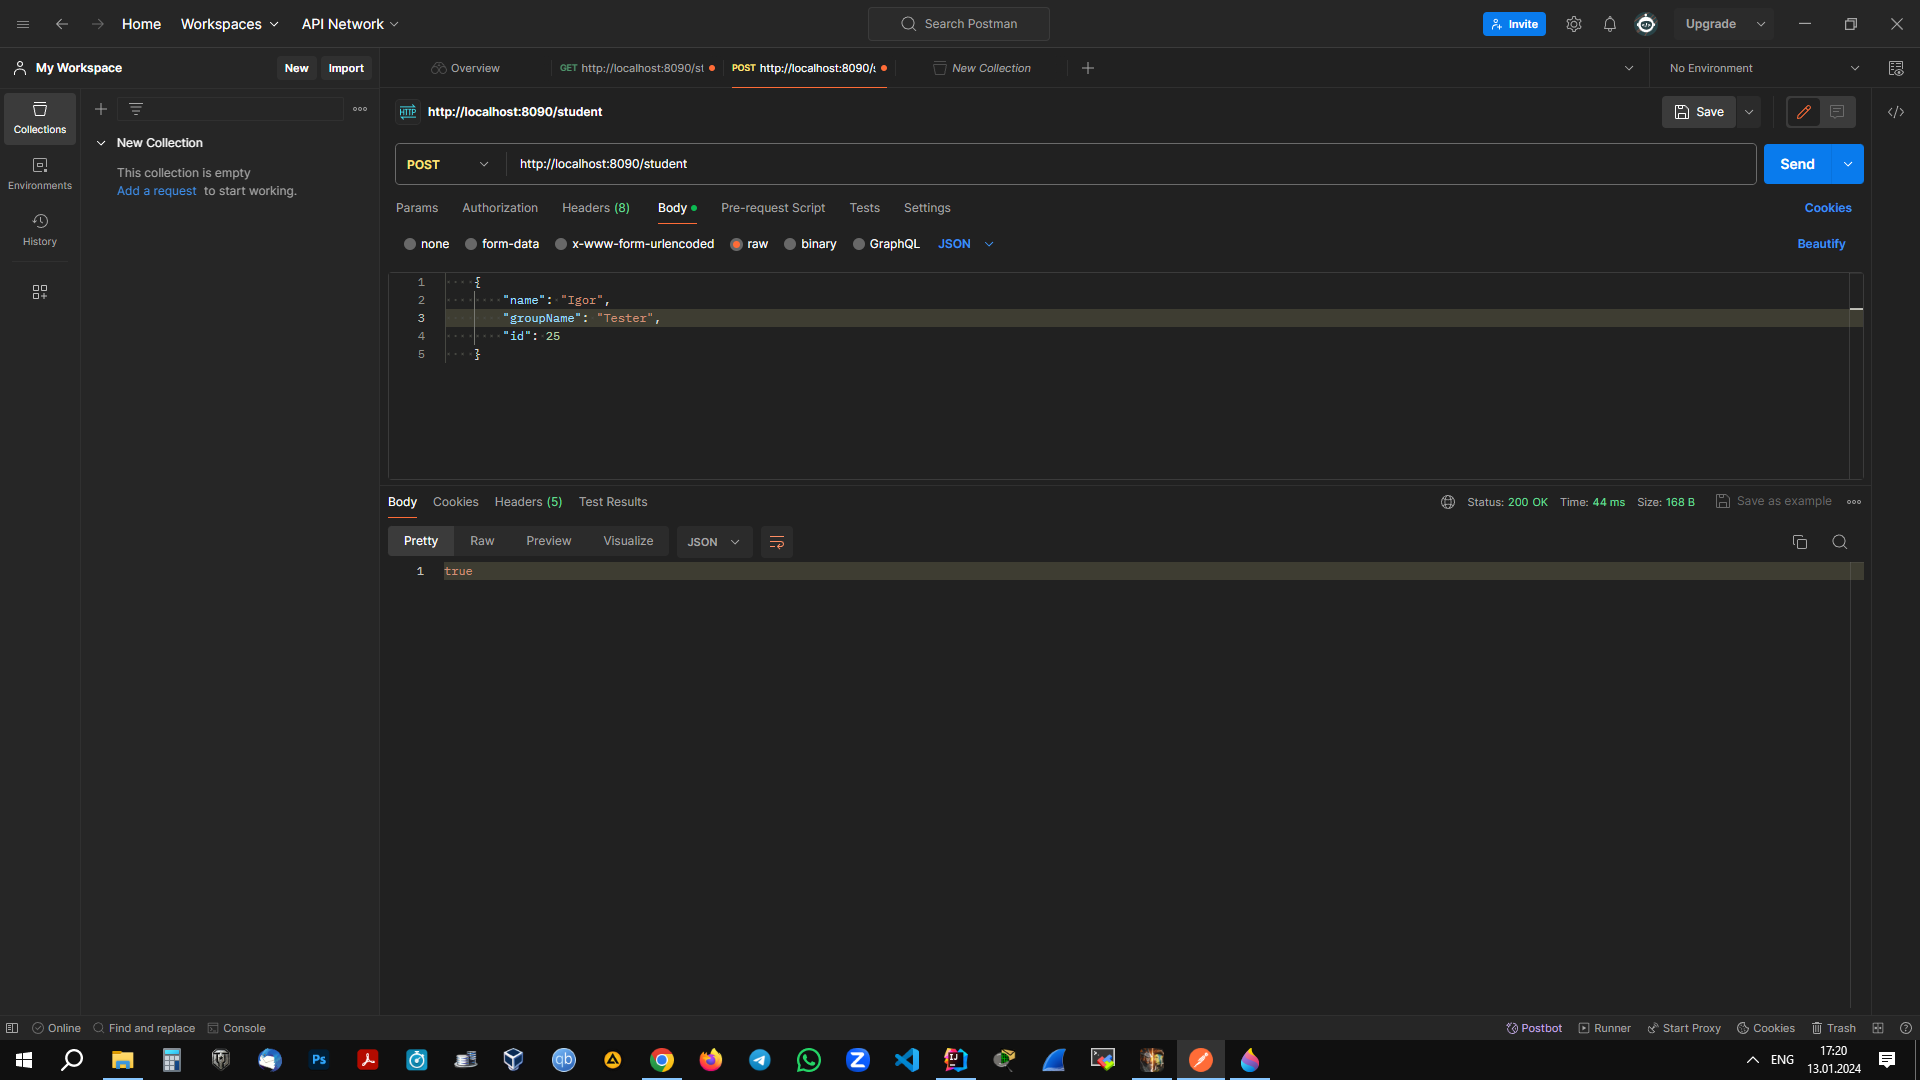 Home Workspaces API Network Search Postman Invite Upgrade
My Workspace New Import Overview GET http://localhost:8090/st POST http://localhost:8090/s New Collection No Environment
Collections
Environments
History
New Collection
This collection is empty
Add a request to start working.
HTTP http://localhost:8090/student Save
POST http://localhost:8090/student Send
Params Authorization Headers (8) Body Pre-request Script Tests Settings Cookies
none form-data x-www-form-urlencoded raw binary GraphQL JSON Beautify
1 {
2 "name": "Igor",
3 "groupName": "Tester",
4 "id": 25
5 }
Body Cookies Headers (5) Test Results Status: 200 OK Time: 44 ms Size: 168 B Save as example
Pretty Raw Preview Visualize JSON
1 true
Online Find and replace Console Postbot Runner Start Proxy Cookies Trash
Ps qb IJ ENG 17:20
13.01.2024